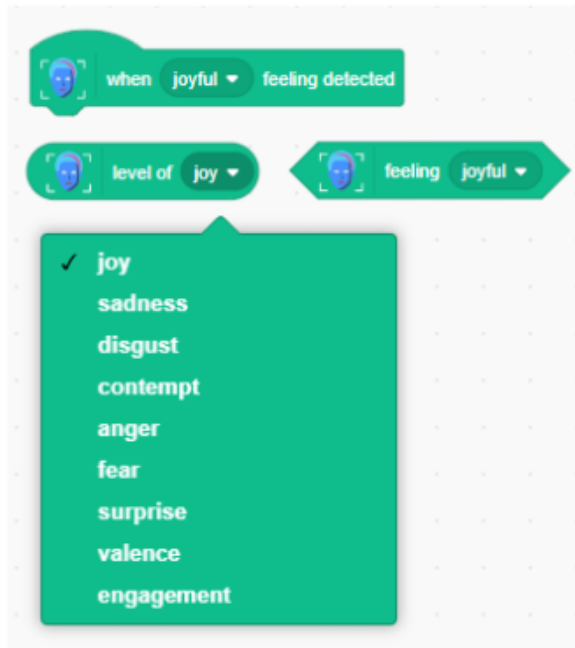 when joyful feeling detected
level of joy
feeling joyful
joy
sadness
disgust
contempt
anger
fear
surprise
valence
engagement